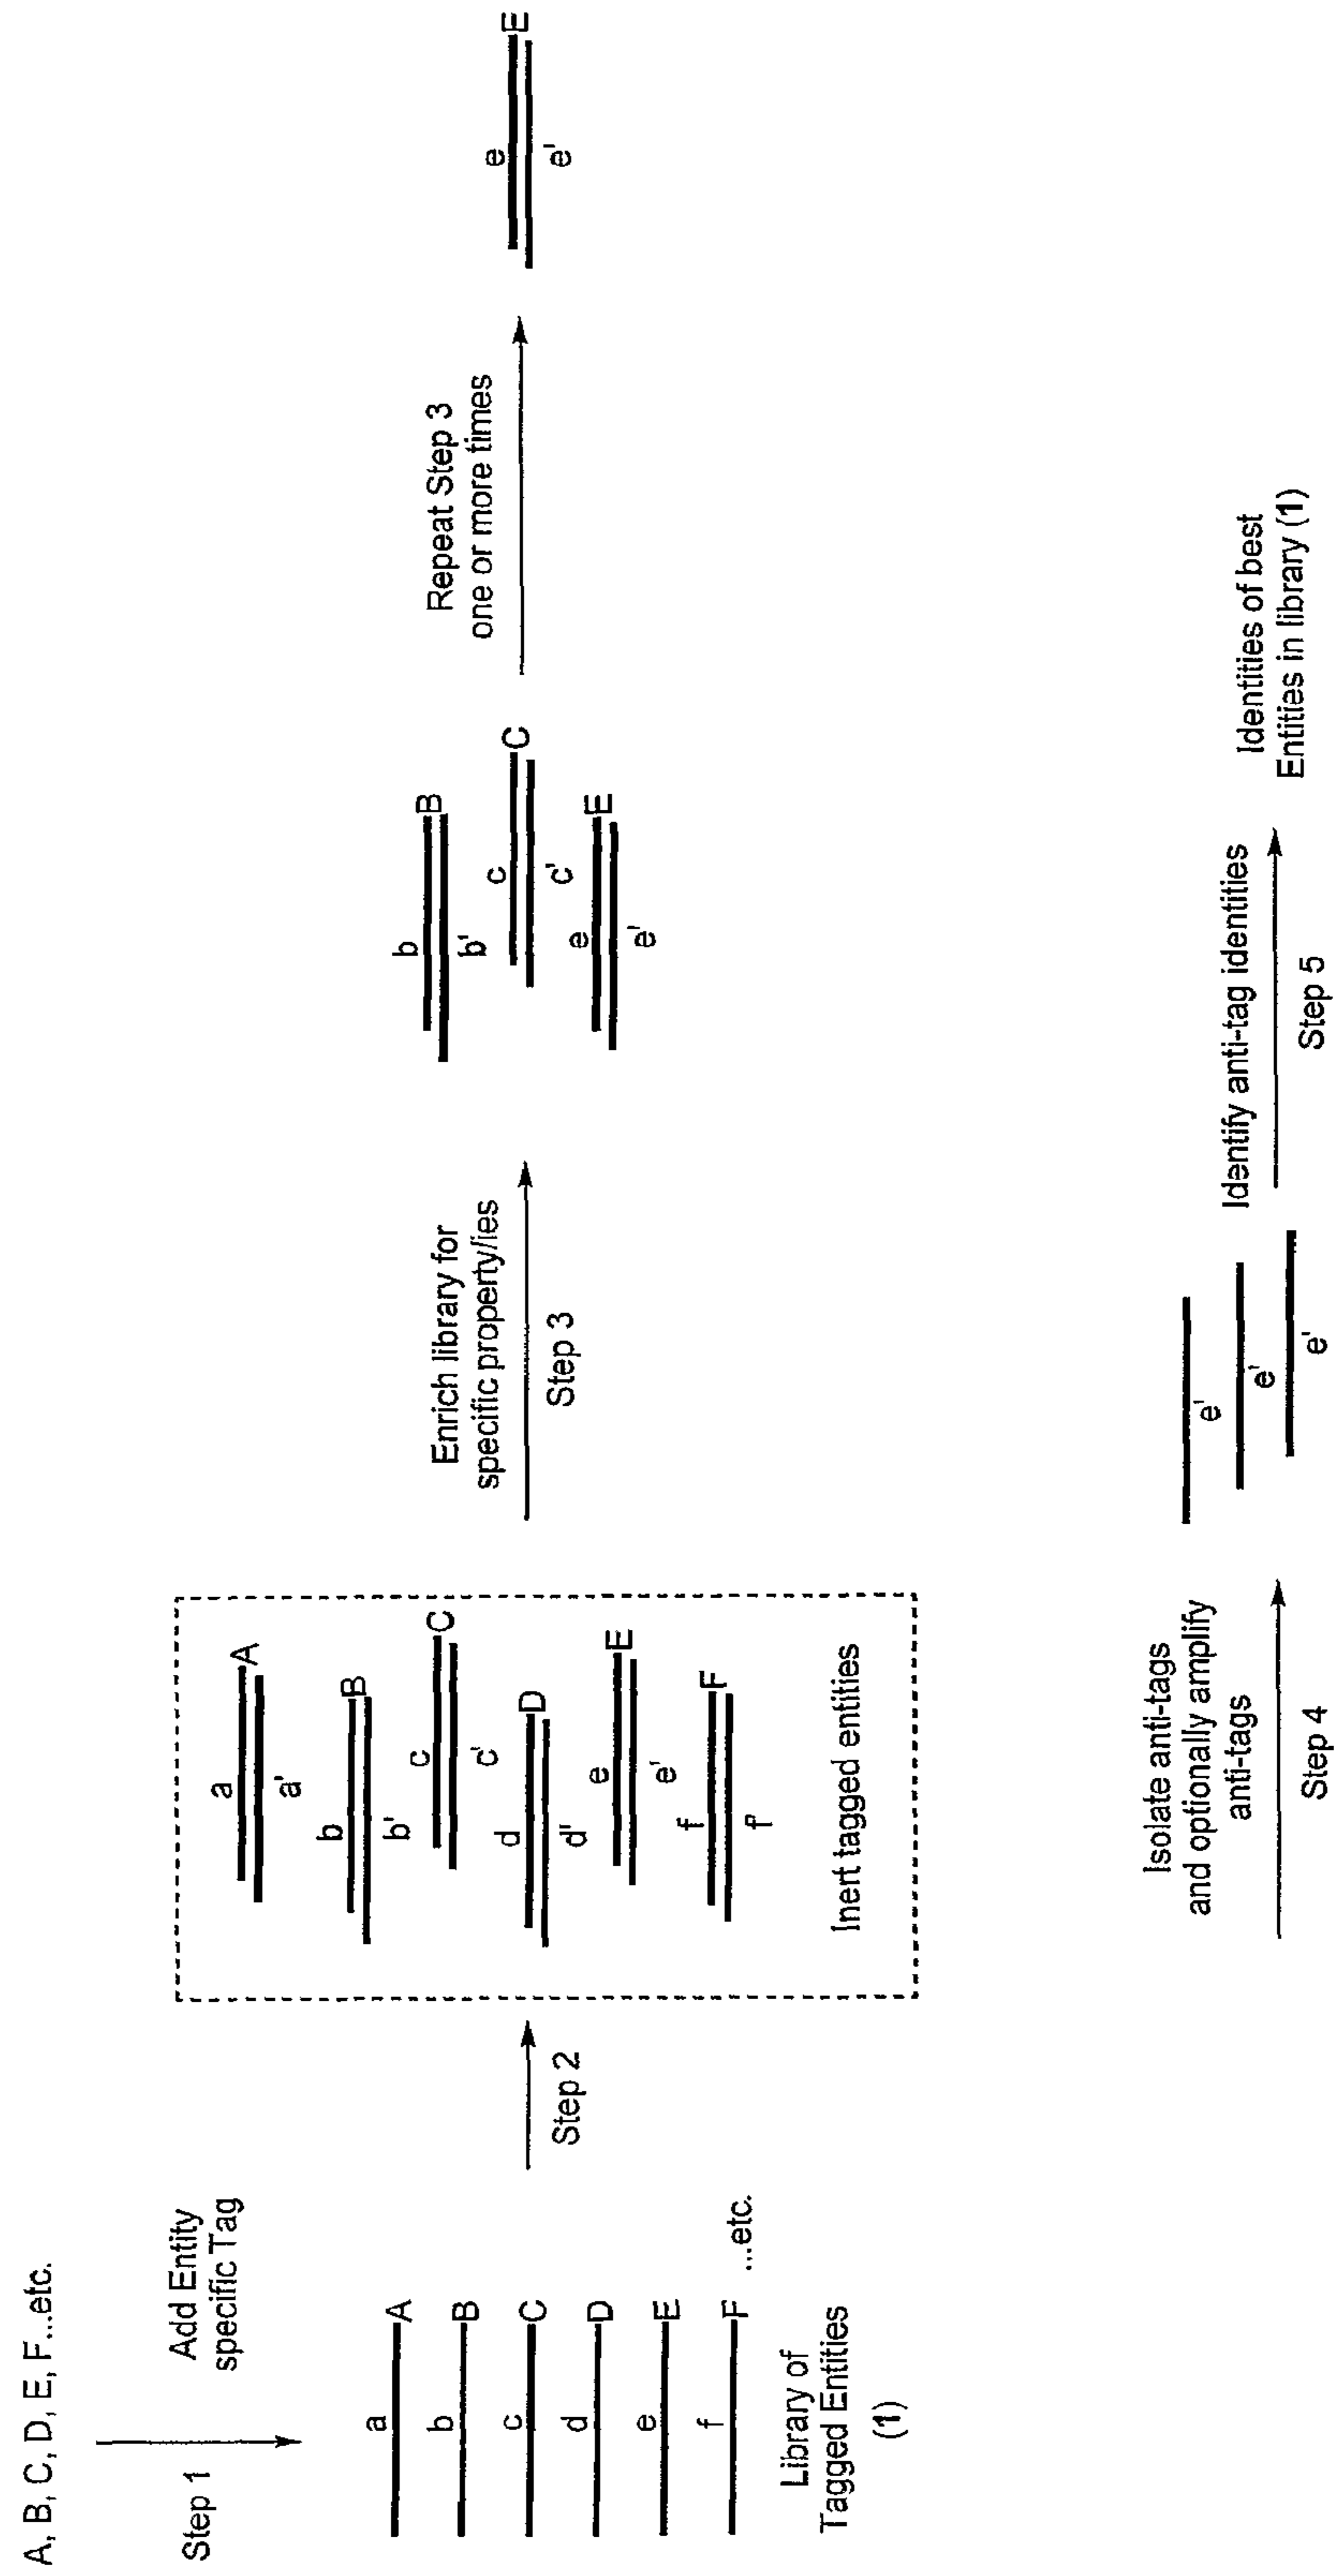 A, B, C, D, E, F...etc.
Step 1
Add Entity
specific Tag
a
A
b
B
c
C
d
D
e
E
f
F
...etc.
Library of
Tagged Entities
(1)
Step 2
a
A
a'
b
B
b'
c
C
c'
d
D
d'
e
E
e'
f
F
f'
Inert tagged entities
Enrich library for
specific property/ies
Step 3
b
B
b'
c
C
c'
e
E
e'
Repeat Step 3
one or more times
e
E
e'
Isolate anti-tags
and optionally amplify
anti-tags
Step 4
e'
e'
e'
Identify anti-tag identities
Step 5
Identities of best
Entities in library (1)